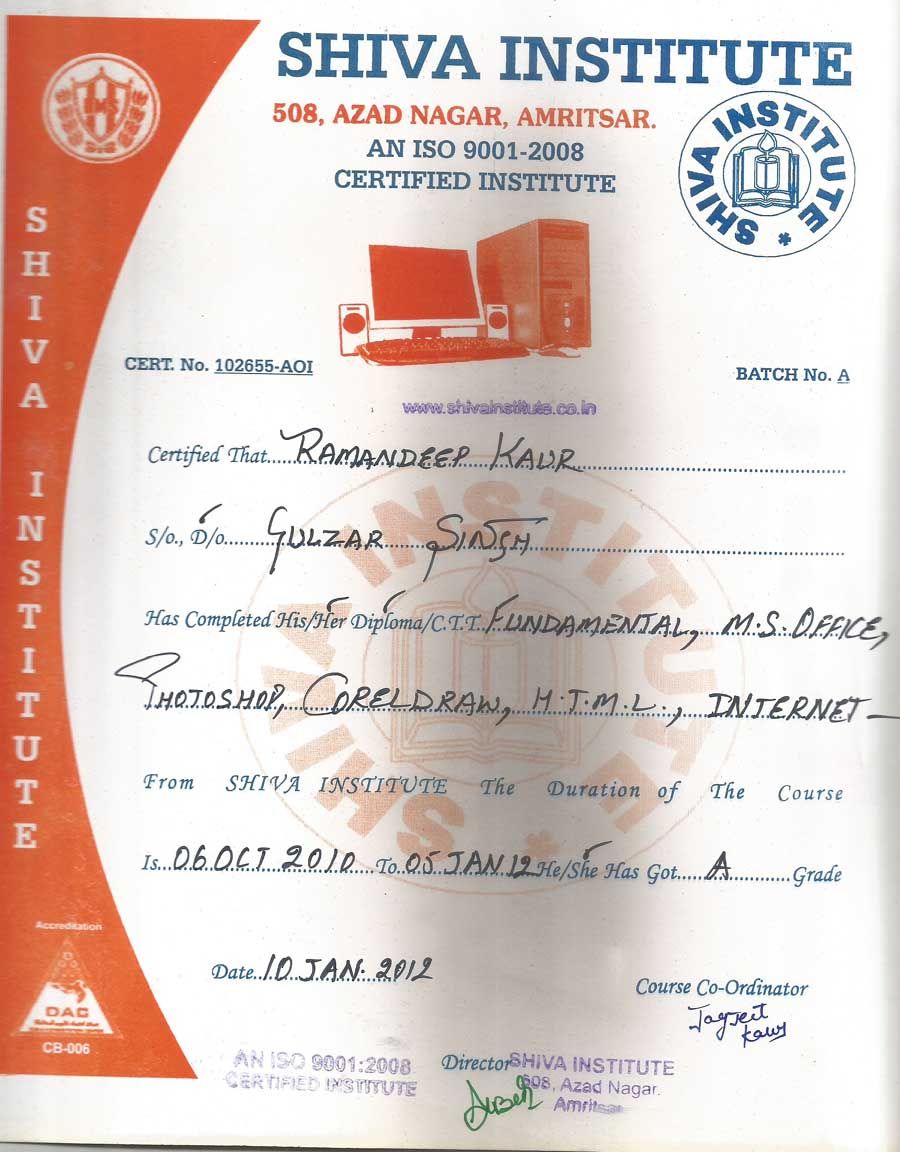 SHIVA INSTITUTE
508, AZAD NAGAR, AMRITSAR.
AN ISO 9001-2008
CERTIFIED INSTITUTE
SHIVA INSTITUTE
SHIVA INSTITUTE
CERT. No. 102655-AOI
BATCH No. A
www.shivainstitute.co.in
Certified That RAMANDEEP KAUR
S/o., D/o GULZAR SINGH
Has Completed His/Her Diploma/C.T.T. FUNDAMENTAL, M.S. OFFICE,
PHOTOSHOP, CORELDRAW, H.T.M.L., INTERNET
From SHIVA INSTITUTE The Duration of The Course
Is 06 OCT 2010 To 05 JAN 12 He/She Has Got A Grade
SHIVA INSTITUTE
Date 10 JAN. 2012
Course Co-Ordinator
Jagjeet
Kaur
Accreditation
DAC
CB-006
AN ISO 9001:2008
CERTIFIED INSTITUTE
Director
SHIVA INSTITUTE
508, Azad Nagar.
Amritsar